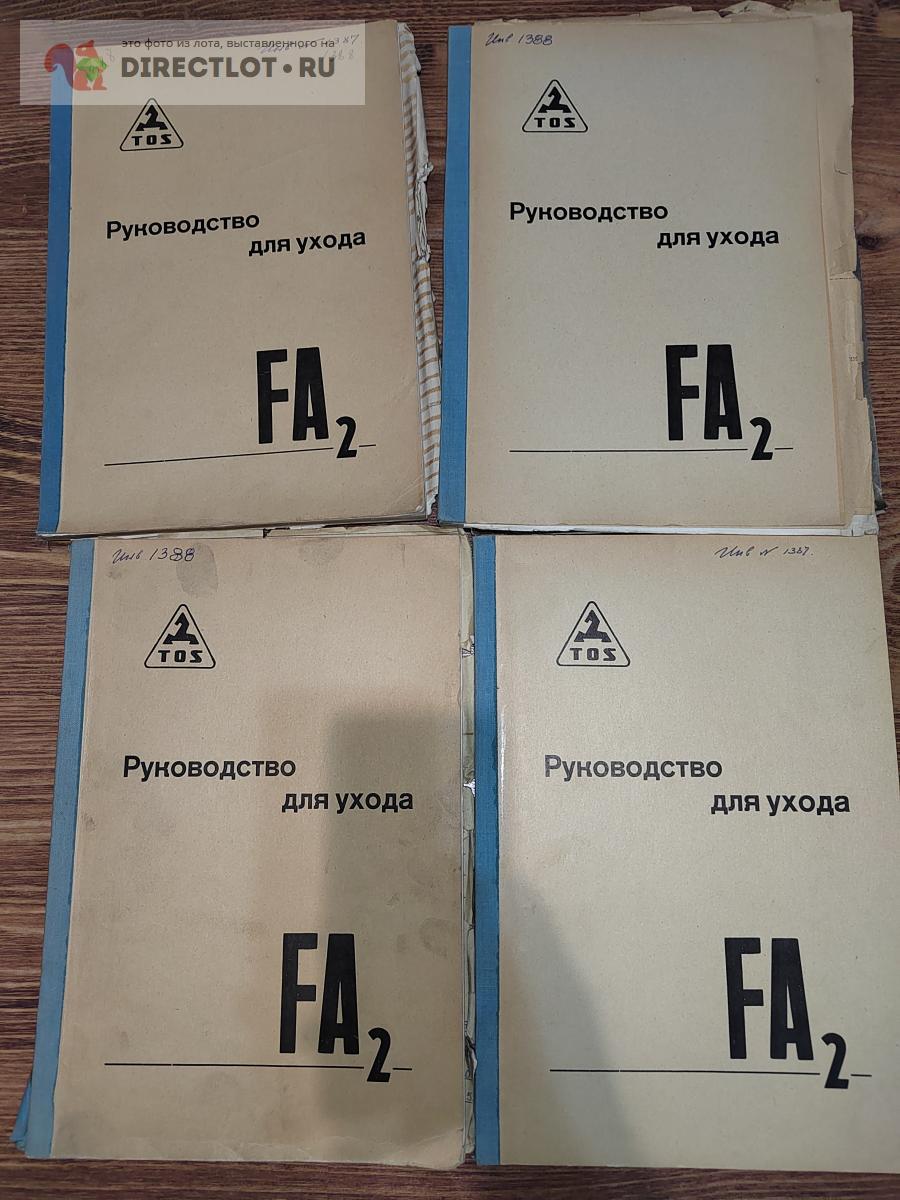 это фото из лота, выставленного на
DIRECTLOT.RU
1388
TOS
Руководство
для ухода
FA2
Инв 1388
TOS
Руководство
для ухода
FA2
Инв 1388
TOS
Руководство
для ухода
FA2
Инв N 1387.
TOS
Руководство
для ухода
FA2